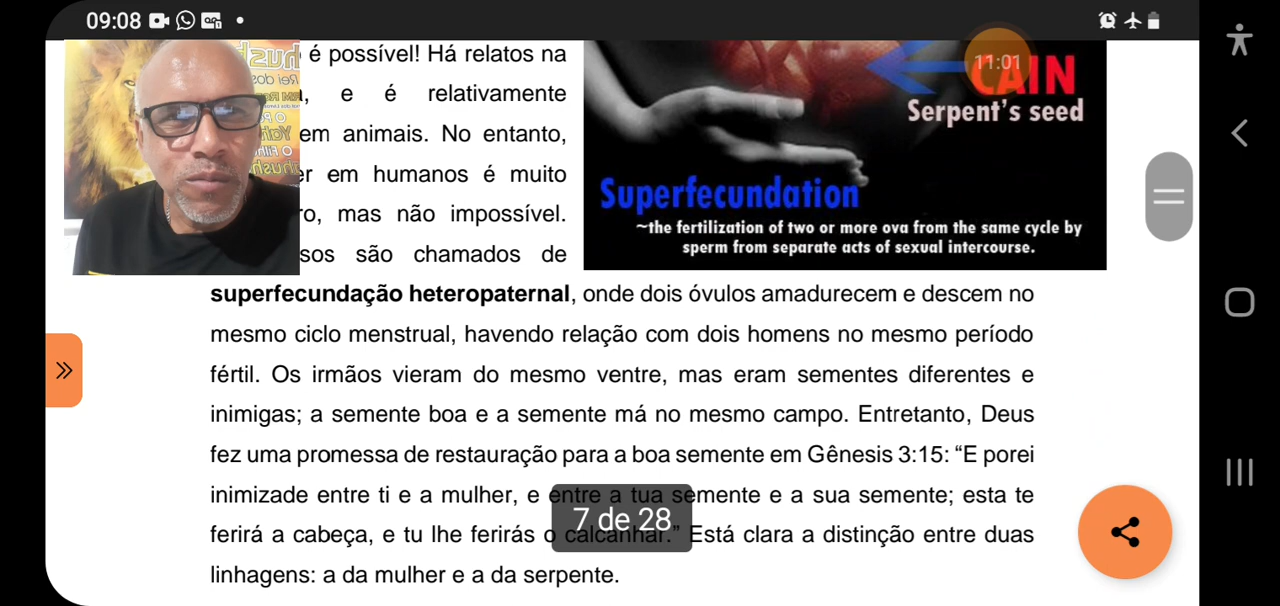 09:08
11:01
é possível! Há relatos na
, e é relativamente
em animais. No entanto,
er em humanos é muito
ro, mas não impossível.
sos são chamados de
superfecundação heteropaternal, onde dois óvulos amadurecem e descem no
mesmo ciclo menstrual, havendo relação com dois homens no mesmo período
fértil. Os irmãos vieram do mesmo ventre, mas eram sementes diferentes e
inimigas; a semente boa e a semente má no mesmo campo. Entretanto, Deus
fez uma promessa de restauração para a boa semente em Gênesis 3:15: “E porei
inimizade entre ti e a mulher, e entre a tua semente e a sua semente; esta te
ferirá a cabeça, e tu lhe ferirás o calcanhar.” Está clara a distinção entre duas
linhagens: a da mulher e a da serpente.
CAIN
Serpent's seed
Superfecundation
~the fertilization of two or more ova from the same cycle by
sperm from separate acts of sexual intercourse.
7 de 28